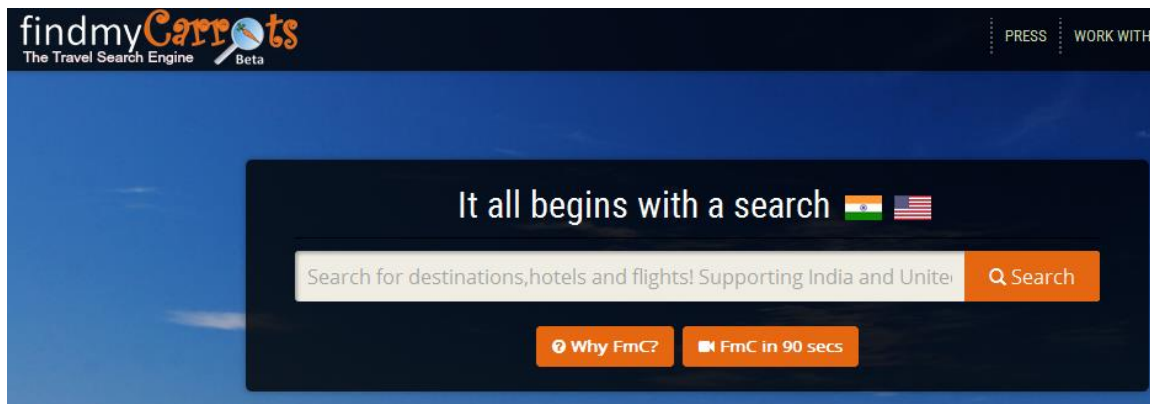 findmyCarrots
The Travel Search Engine Beta
PRESS WORK WITH
It all begins with a search
Search for destinations,hotels and flights! Supporting India and Unite
Search
Why FmC? FmC in 90 secs